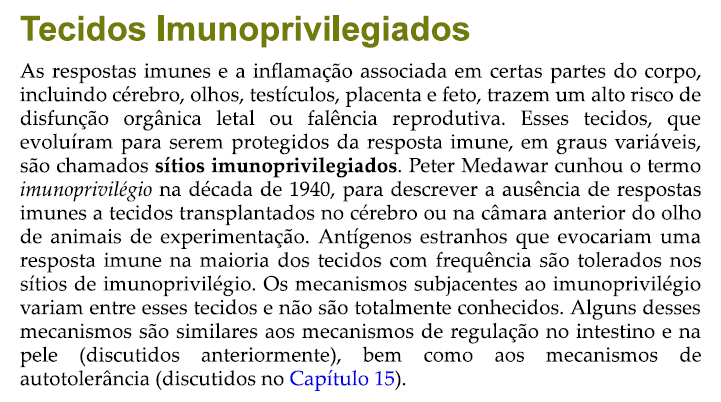 Tecidos Imunoprivilegiados
As respostas imunes e a inflamação associada em certas partes do corpo,
incluindo cérebro, olhos, testículos, placenta e feto, trazem um alto risco de
disfunção orgânica letal ou falência reprodutiva. Esses tecidos, que
evoluíram para serem protegidos da resposta imune, em graus variáveis,
são chamados sítios imunoprivilegiados. Peter Medawar cunhou o termo
imunoprivilégio na década de 1940, para descrever a ausência de respostas
imunes a tecidos transplantados no cérebro ou na câmara anterior do olho
de animais de experimentação. Antígenos estranhos que evocariam uma
resposta imune na maioria dos tecidos com frequência são tolerados nos
sítios de imunoprivilégio. Os mecanismos subjacentes ao imunoprivilégio
variam entre esses tecidos e não são totalmente conhecidos. Alguns desses
mecanismos são similares aos mecanismos de regulação no intestino e na
pele (discutidos anteriormente), bem como aos mecanismos de
autotolerância (discutidos no Capítulo 15).